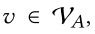 v ∈ 𝒱_A,